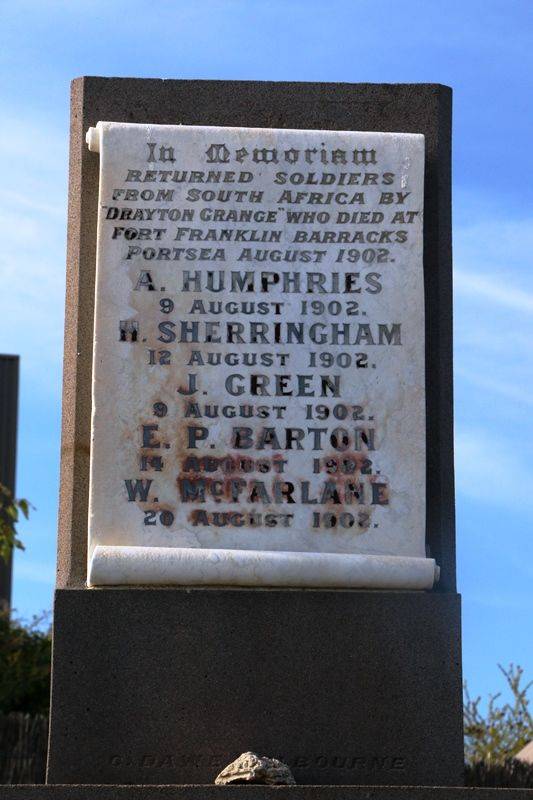 In Memoriam
RETURNED SOLDIERS
FROM SOUTH AFRICA BY
"DRAYTON GRANGE" WHO DIED AT
FORT FRANKLIN BARRACKS
PORTSEA AUGUST 1902.
A. HUMPHRIES
9 AUGUST 1902.
H. SHERRINGHAM
12 AUGUST 1902.
J. GREEN
9 AUGUST 1902.
E. P. BARTON
14 AUGUST 1902.
W. McFARLANE
20 AUGUST 1902.
DAWE MELBOURNE